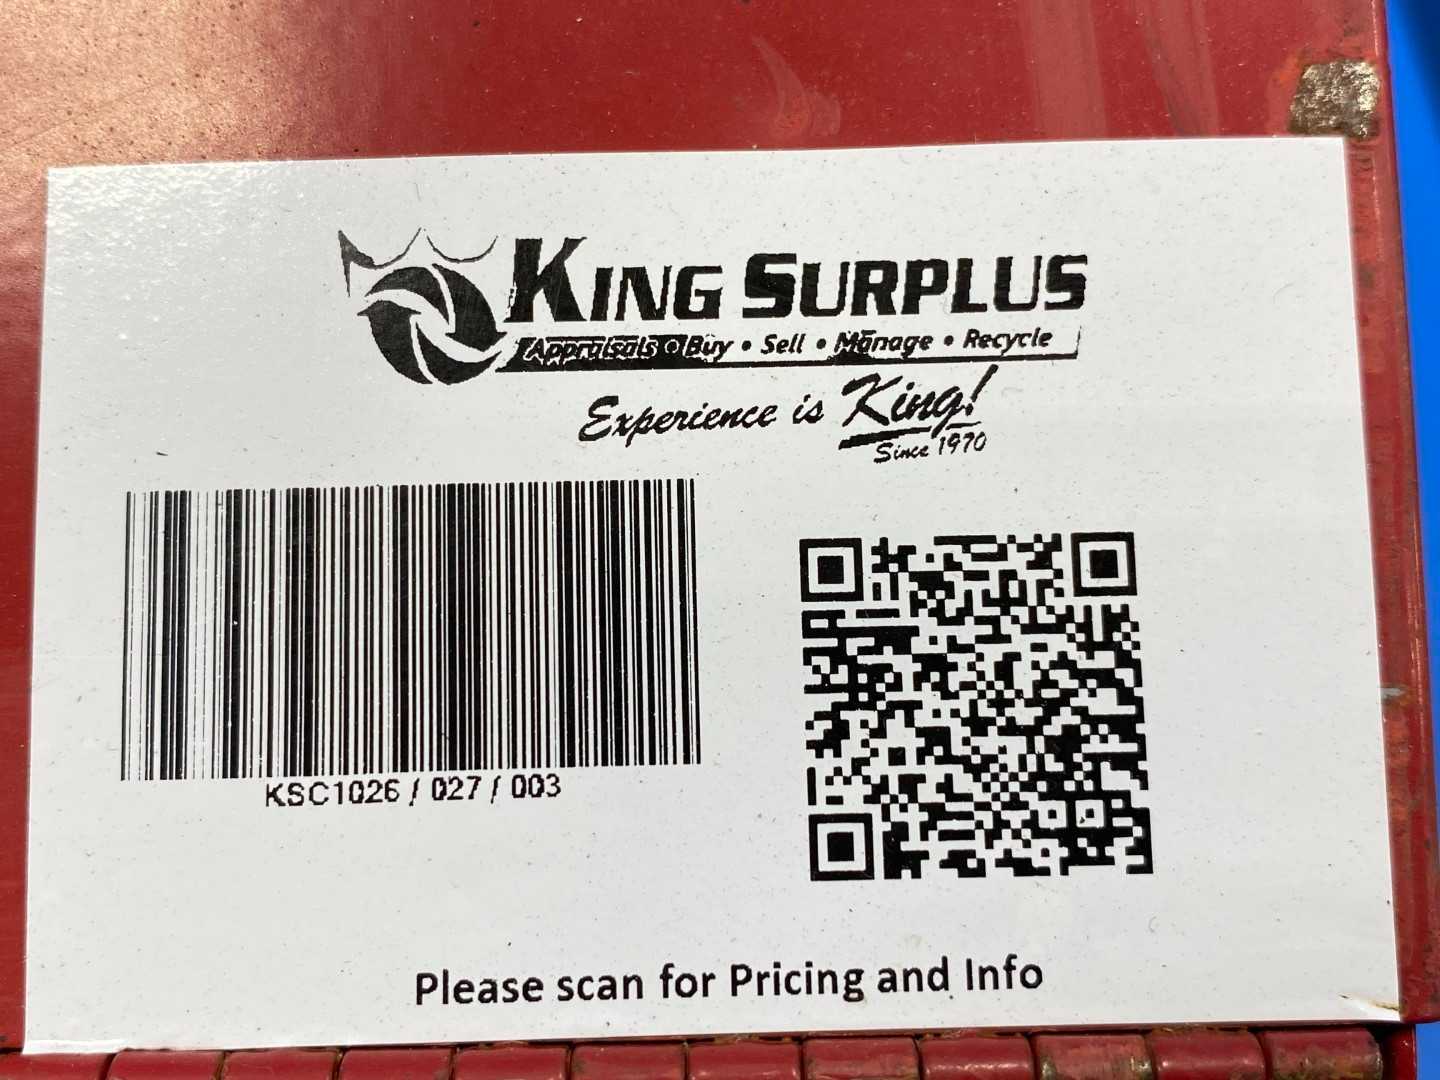 KING SURPLUS
Appraisals • Buy • Sell • Manage • Recycle
Experience is King!
Since 1970
KSC1026 / 027 / 003
Please scan for Pricing and Info